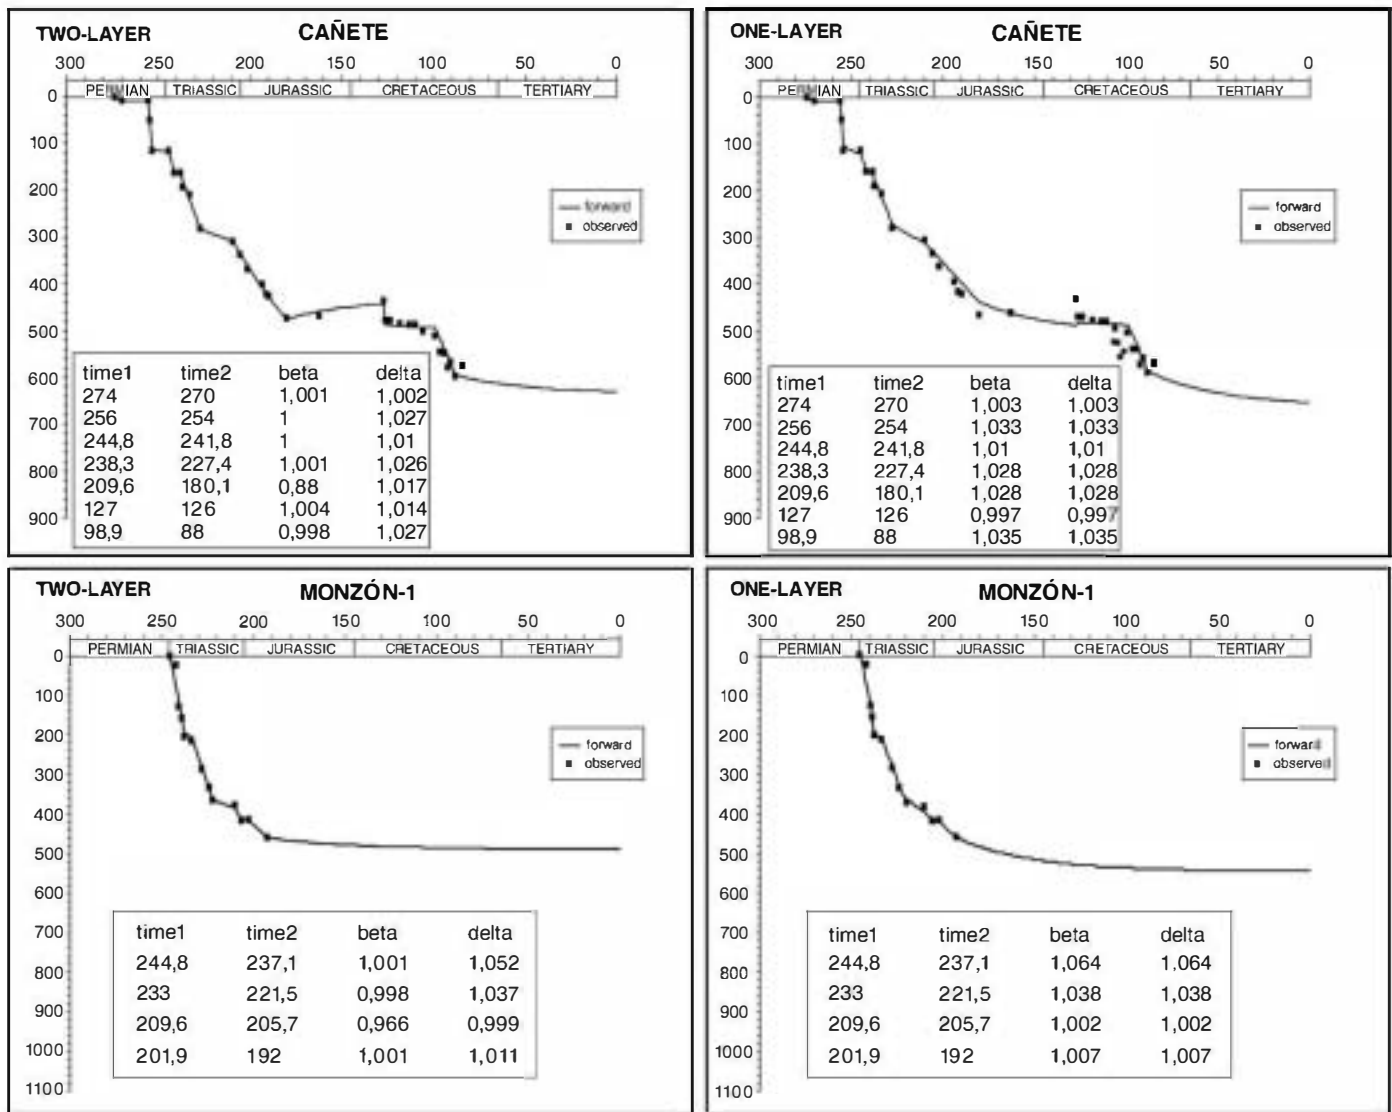 TWO-LAYER CAÑETE
300 250 200 150 100 50 0
PERMIAN TRIASSIC JURASSIC CRETACEOUS TERTIARY
0
100
200
300
400
500
600
700
800
900
forward
observed
time1 time2 beta delta
274 270 1,001 1,002
256 254 1 1,027
244,8 241,8 1 1,01
238,3 227,4 1,001 1,026
209,6 180,1 0,88 1,017
127 126 1,004 1,014
98,9 88 0,998 1,027
ONE-LAYER CAÑETE
300 250 200 150 100 50 0
PERMIAN TRIASSIC JURASSIC CRETACEOUS TERTIARY
0
100
200
300
400
500
600
700
800
900
forward
observed
time1 time2 beta delta
274 270 1,003 1,003
256 254 1,033 1,033
244,8 241,8 1,01 1,01
238,3 227,4 1,028 1,028
209,6 180,1 1,028 1,028
127 126 0,997 0,997
98,9 88 1,035 1,035
TWO-LAYER MONZÓN-1
300 250 200 150 100 50 0
PERMIAN TRIASSIC JURASSIC CRETACEOUS TERTIARY
0
100
200
300
400
500
600
700
800
900
1000
1100
forward
observed
time1 time2 beta delta
244,8 237,1 1,001 1,052
233 221,5 0,998 1,037
209,6 205,7 0,966 0,999
201,9 192 1,001 1,011
ONE-LAYER MONZÓN-1
300 250 200 150 100 50 0
PERMIAN TRIASSIC JURASSIC CRETACEOUS TERTIARY
0
100
200
300
400
500
600
700
800
900
1000
1100
forward
observed
time1 time2 beta delta
244,8 237,1 1,064 1,064
233 221,5 1,038 1,038
209,6 205,7 1,002 1,002
201,9 192 1,007 1,007